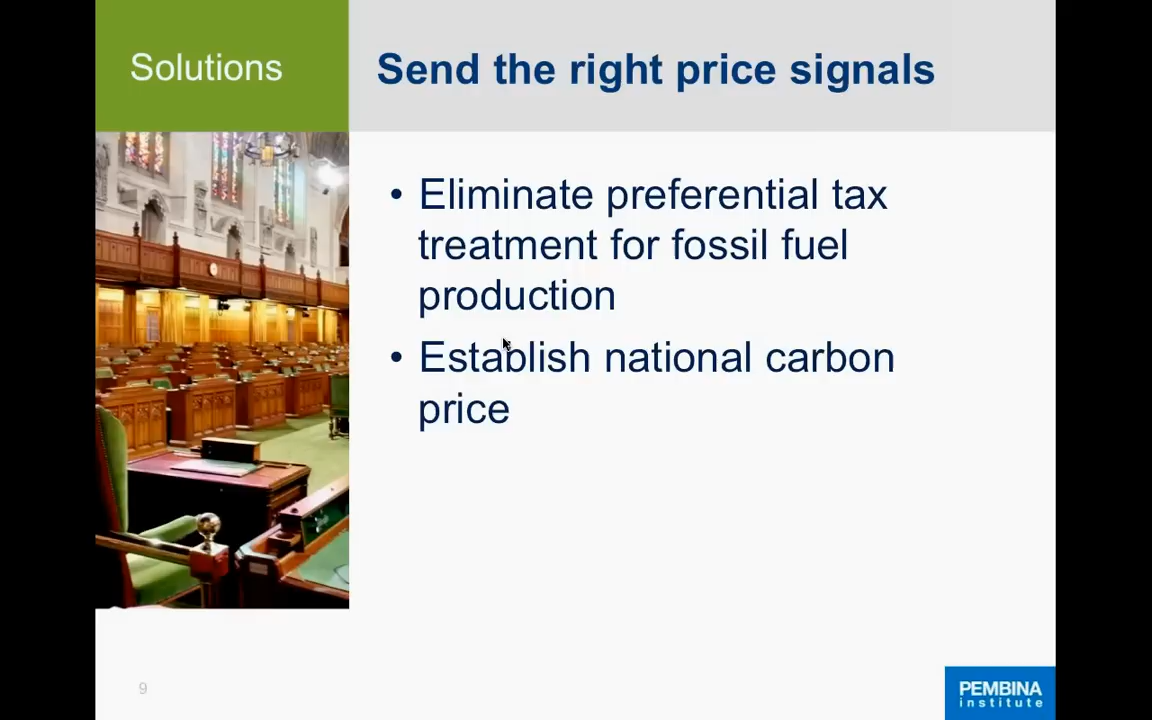 Solutions
Send the right price signals
• Eliminate preferential tax
treatment for fossil fuel
production
• Establish national carbon
price
9
PEMBINA
institute